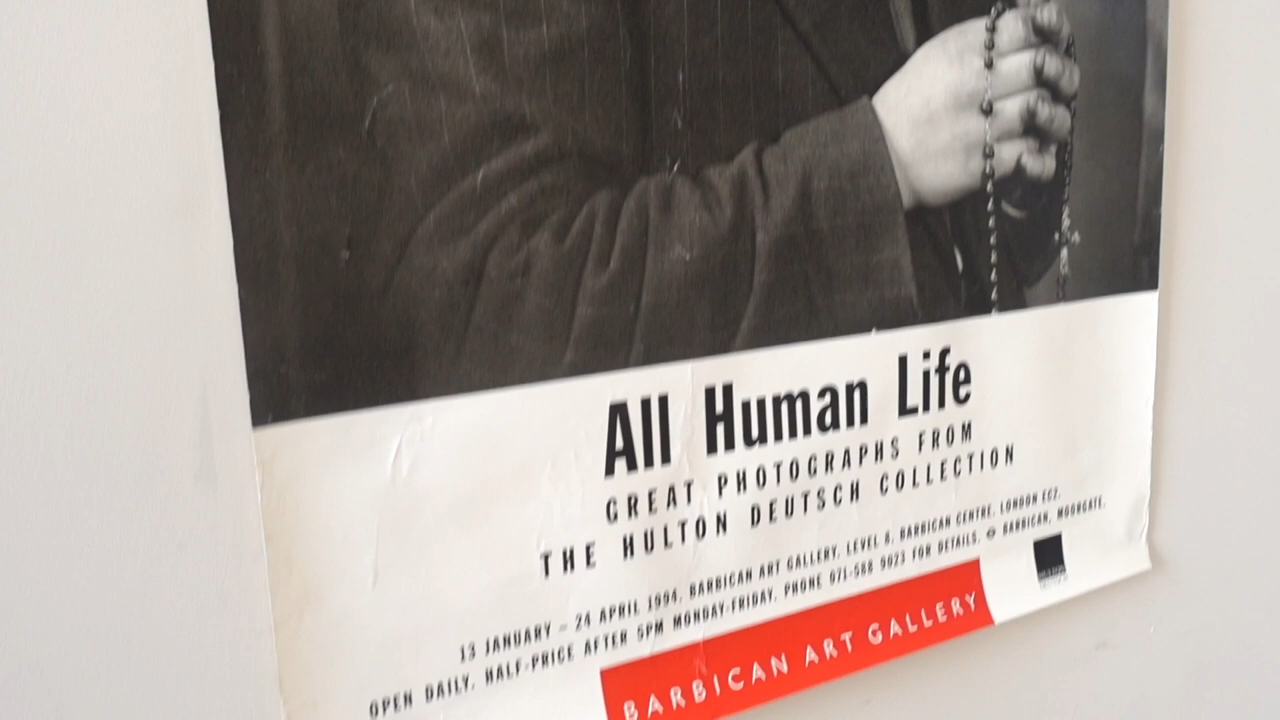 All Human Life
GREAT PHOTOGRAPHS FROM
THE HULTON DEUTSCH COLLECTION
13 JANUARY – 24 APRIL 1994, BARBICAN ART GALLERY, LEVEL 8, BARBICAN CENTRE, LONDON EC2.
OPEN DAILY. HALF-PRICE AFTER 5PM MONDAY-FRIDAY. PHONE 071-588 9023 FOR DETAILS. BARBICAN, MOORGATE.
BARBICAN ART GALLERY